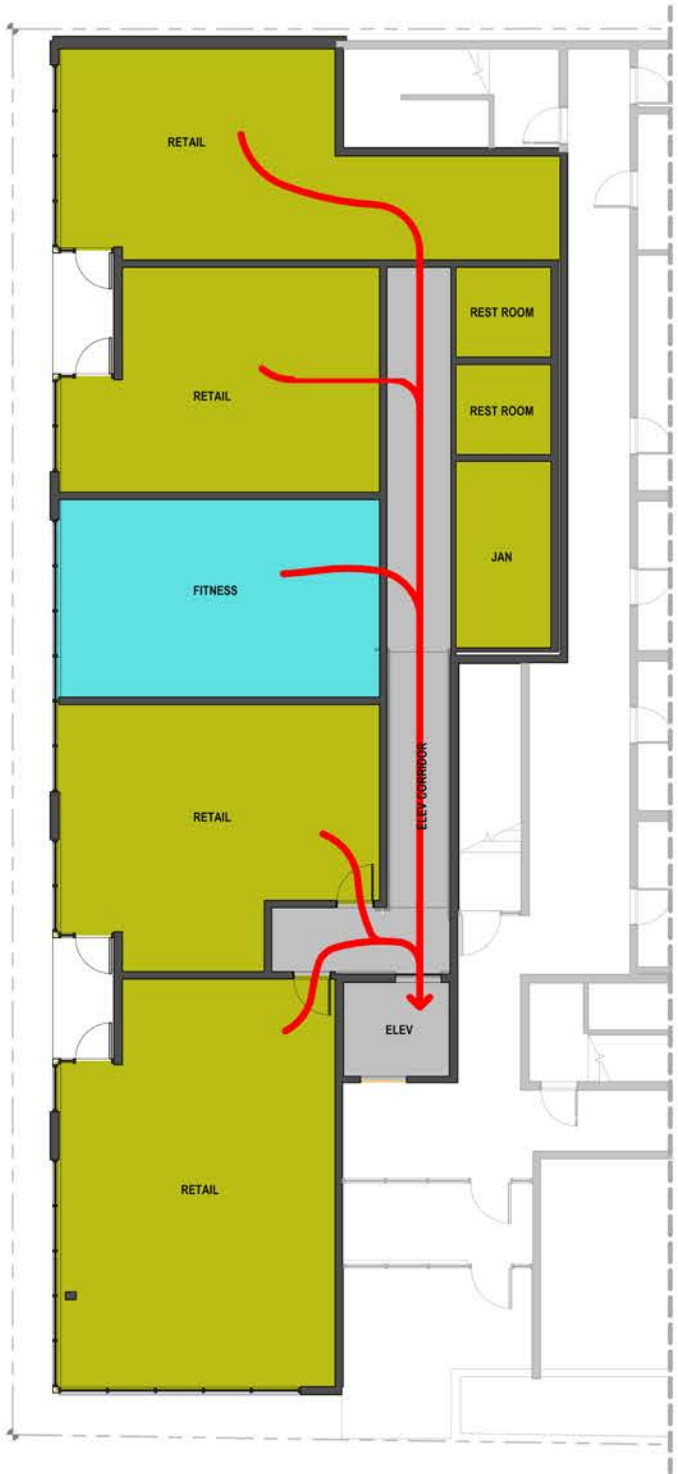 RETAIL
REST ROOM
RETAIL
REST ROOM
JAN
FITNESS
ELEV CORRIDOR
RETAIL
ELEV
RETAIL